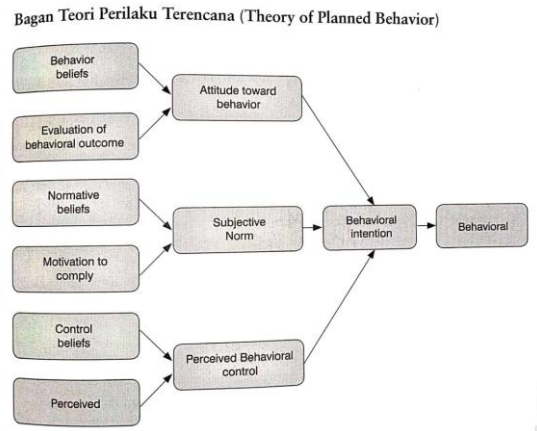 Bagan Teori Perilaku Terencana (Theory of Planned Behavior)
Behavior
beliefs
Evaluation of
behavioral outcome
Attitude toward
behavior
Normative
beliefs
Motivation to
comply
Subjective
Norm
Behavioral
intention
Behavioral
Control
beliefs
Perceived
Perceived Behavioral
control